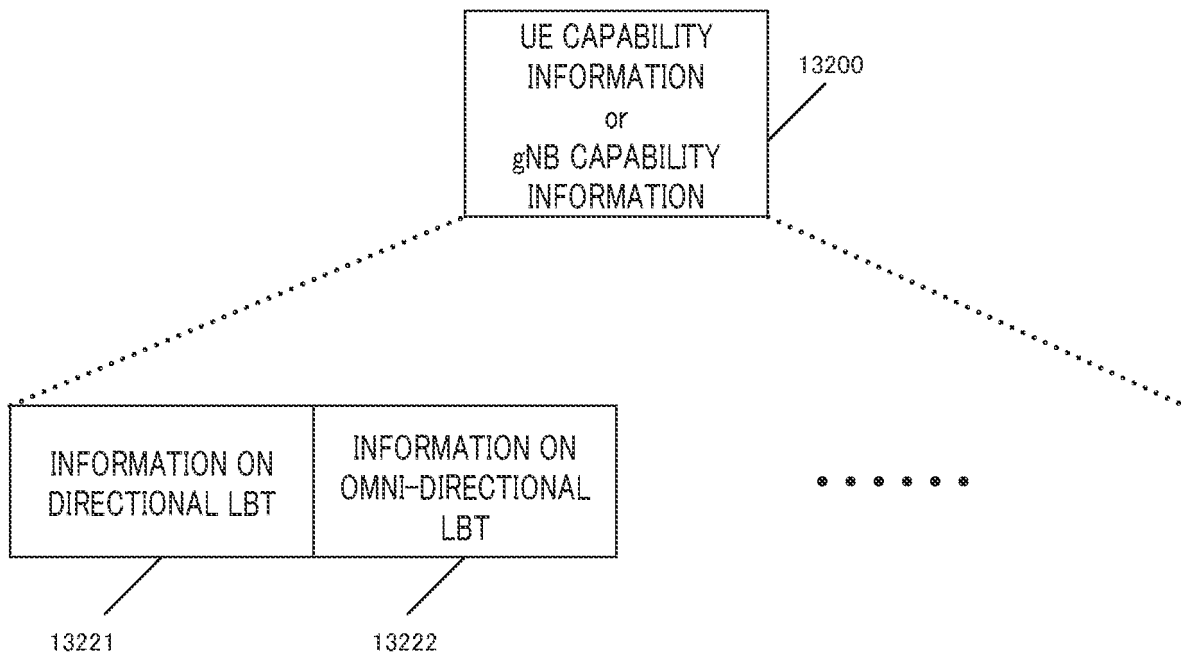 UE CAPABILITY
INFORMATION
or
gNB CAPABILITY
INFORMATION
13200
INFORMATION ON
DIRECTIONAL LBT
INFORMATION ON
OMNI-DIRECTIONAL
LBT
13221
13222